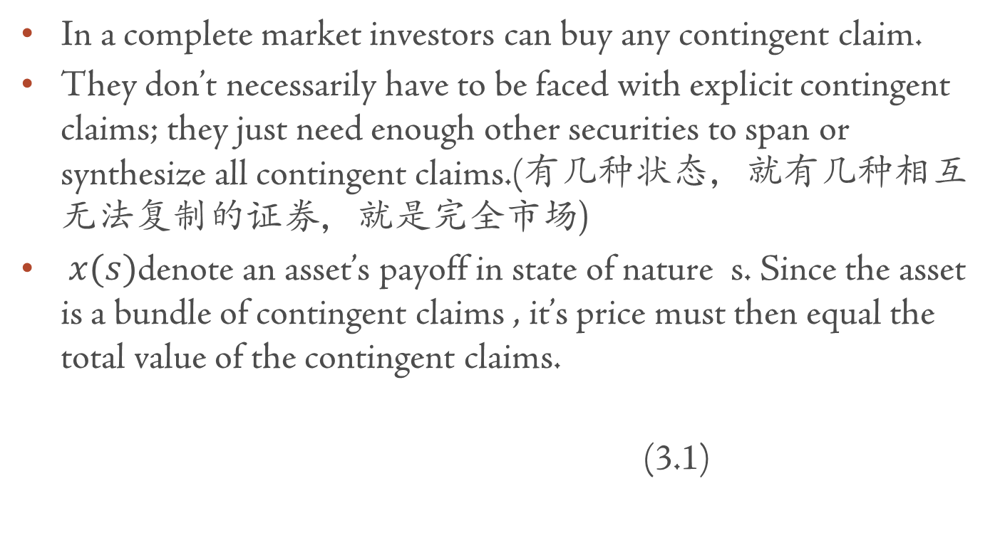 • In a complete market investors can buy any contingent claim.
• They don’t necessarily have to be faced with explicit contingent
claims; they just need enough other securities to span or
synthesize all contingent claims.(有几种状态，就有几种相互
无法复制的证券，就是完全市场)
• x(s)denote an asset’s payoff in state of nature s. Since the asset
is a bundle of contingent claims , it’s price must then equal the
total value of the contingent claims.
(3.1)